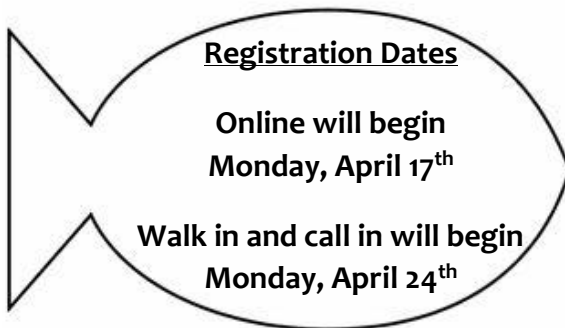 Registration Dates
Online will begin
Monday, April 17th
Walk in and call in will begin
Monday, April 24th